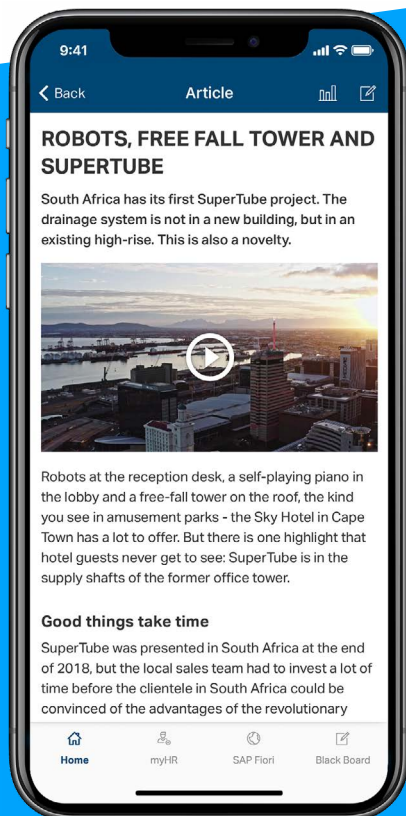 9:41
Back
Article
ROBOTS, FREE FALL TOWER AND
SUPERTUBE
South Africa has its first SuperTube project. The
drainage system is not in a new building, but in an
existing high-rise. This is also a novelty.
Robots at the reception desk, a self-playing piano in
the lobby and a free-fall tower on the roof, the kind
you see in amusement parks - the Sky Hotel in Cape
Town has a lot to offer. But there is one highlight that
hotel guests never get to see: SuperTube is in the
supply shafts of the former office tower.
Good things take time
SuperTube was presented in South Africa at the end
of 2018, but the local sales team had to invest a lot of
time before the clientele in South Africa could be
convinced of the advantages of the revolutionary
Home
myHR
SAP Fiori
Black Board